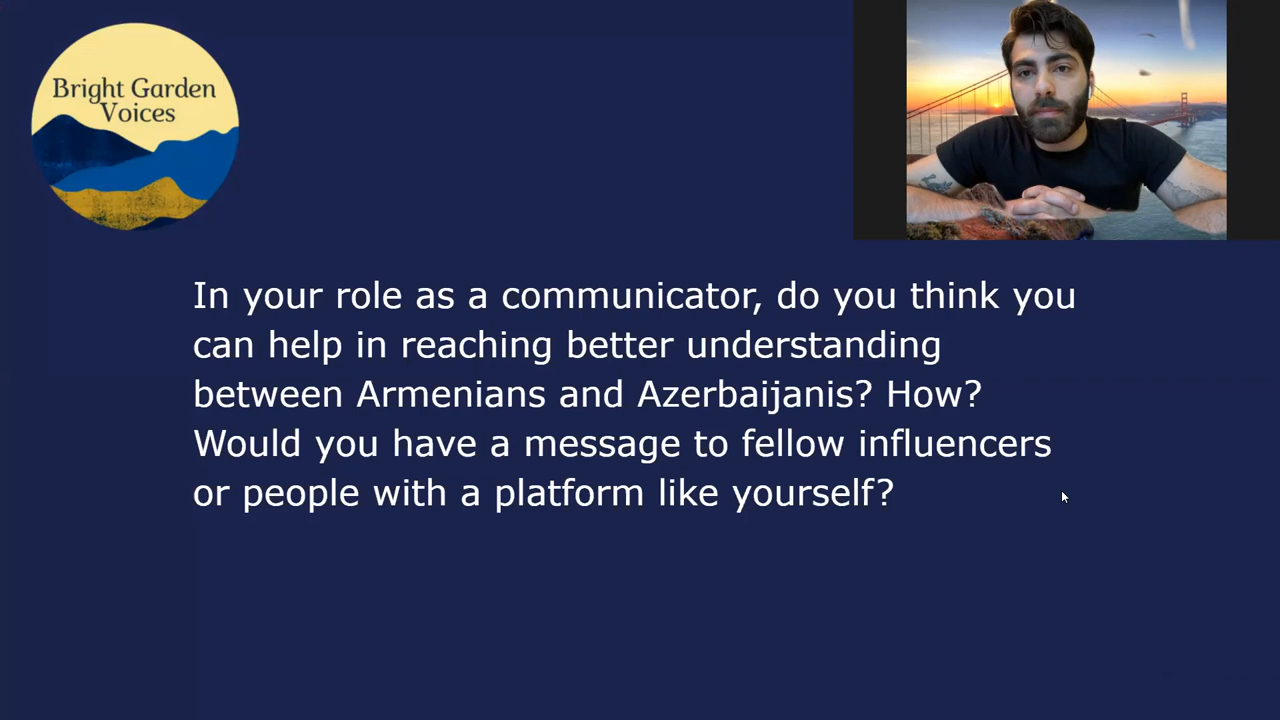 Bright Garden
Voices
In your role as a communicator, do you think you
can help in reaching better understanding
between Armenians and Azerbaijanis? How?
Would you have a message to fellow influencers
or people with a platform like yourself?